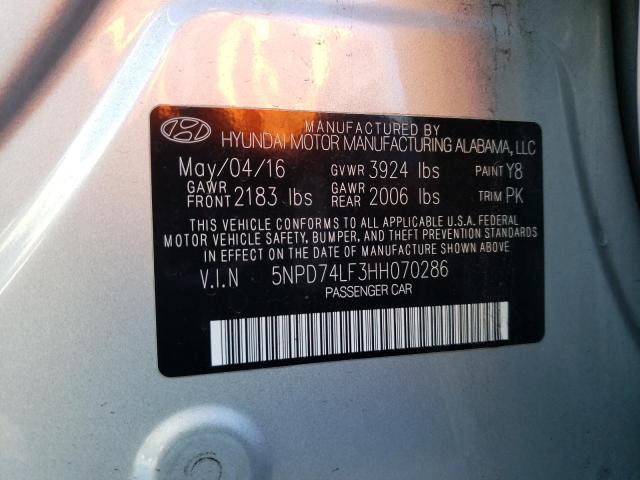 MANUFACTURED BY
HYUNDAI MOTOR MANUFACTURING ALABAMA, LLC
May/04/16 GVWR 3924 lbs PAINT Y8
GAWR FRONT 2183 lbs GAWR REAR 2006 lbs TRIM PK
THIS VEHICLE CONFORMS TO ALL APPLICABLE U.S.A. FEDERAL
MOTOR VEHICLE SAFETY, BUMPER, AND THEFT PREVENTION STANDARDS
IN EFFECT ON THE DATE OF MANUFACTURE SHOWN ABOVE.
V.I.N 5NPD74LF3HH070286
PASSENGER CAR